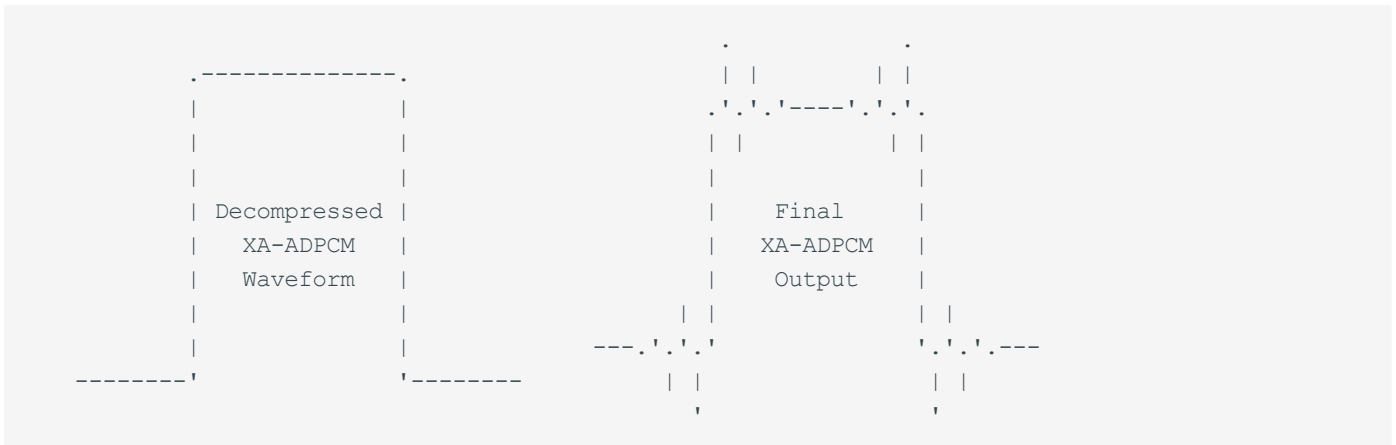 .              .
.--------------.                         | |          | |
|              |                        .'.'.'----'.'.'.
|              |                        | |            | |
|              |                        |                |
| Decompressed |                        |     Final      |
|   XA-ADPCM   |                        |    XA-ADPCM    |
|   Waveform   |                        |     Output     |
|              |                      | |                | |
|              |                ---.'.'.'                '.'.'.---
--------'              '--------            | |                | |
'                '